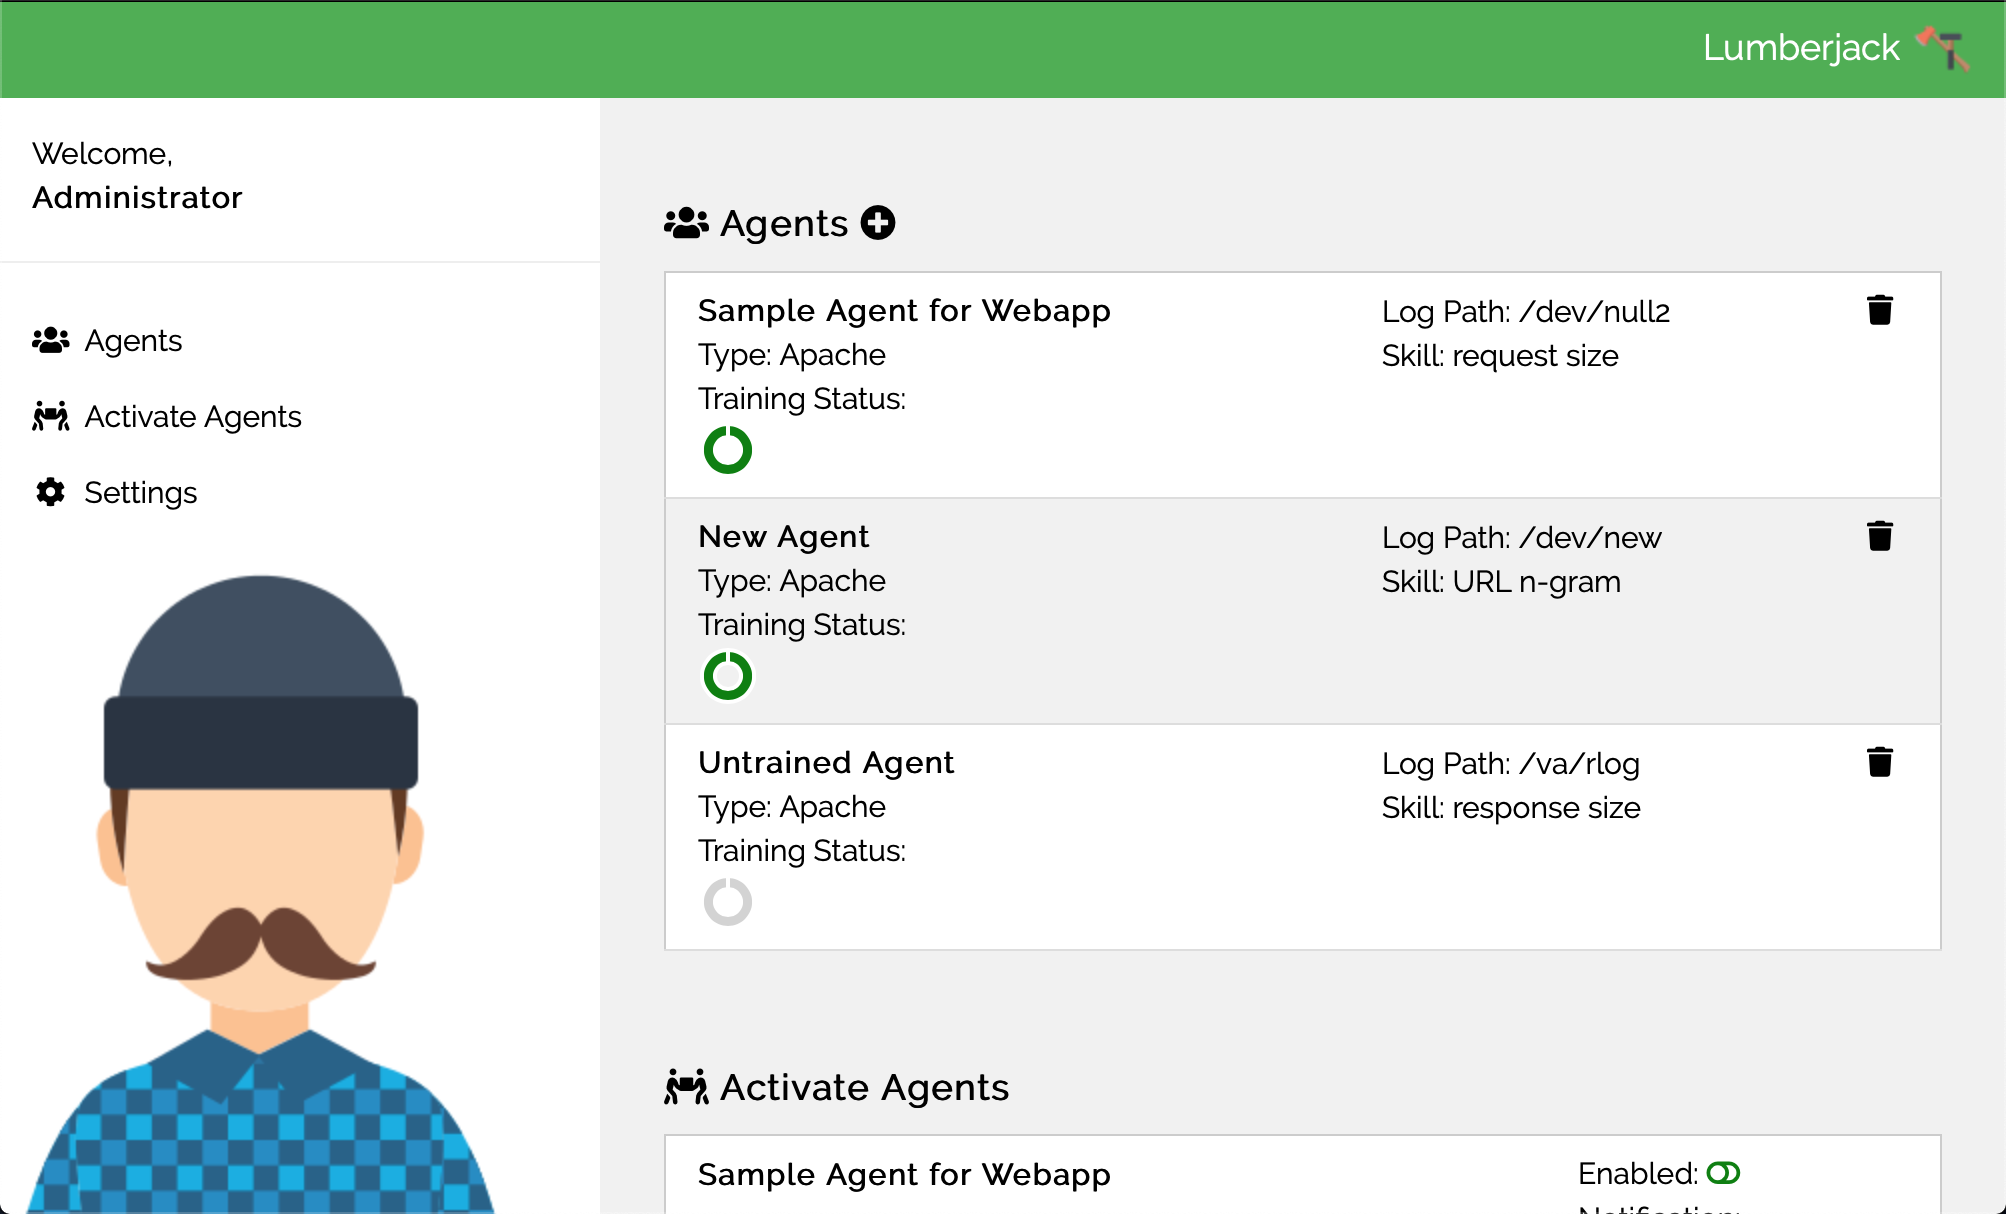 Lumberjack
Welcome,
Administrator
Agents
Activate Agents
Settings
Agents
Sample Agent for Webapp
Type: Apache
Training Status:
Log Path: /dev/null2
Skill: request size
New Agent
Type: Apache
Training Status:
Log Path: /dev/new
Skill: URL n-gram
Untrained Agent
Type: Apache
Training Status:
Log Path: /va/rlog
Skill: response size
Activate Agents
Sample Agent for Webapp
Enabled: